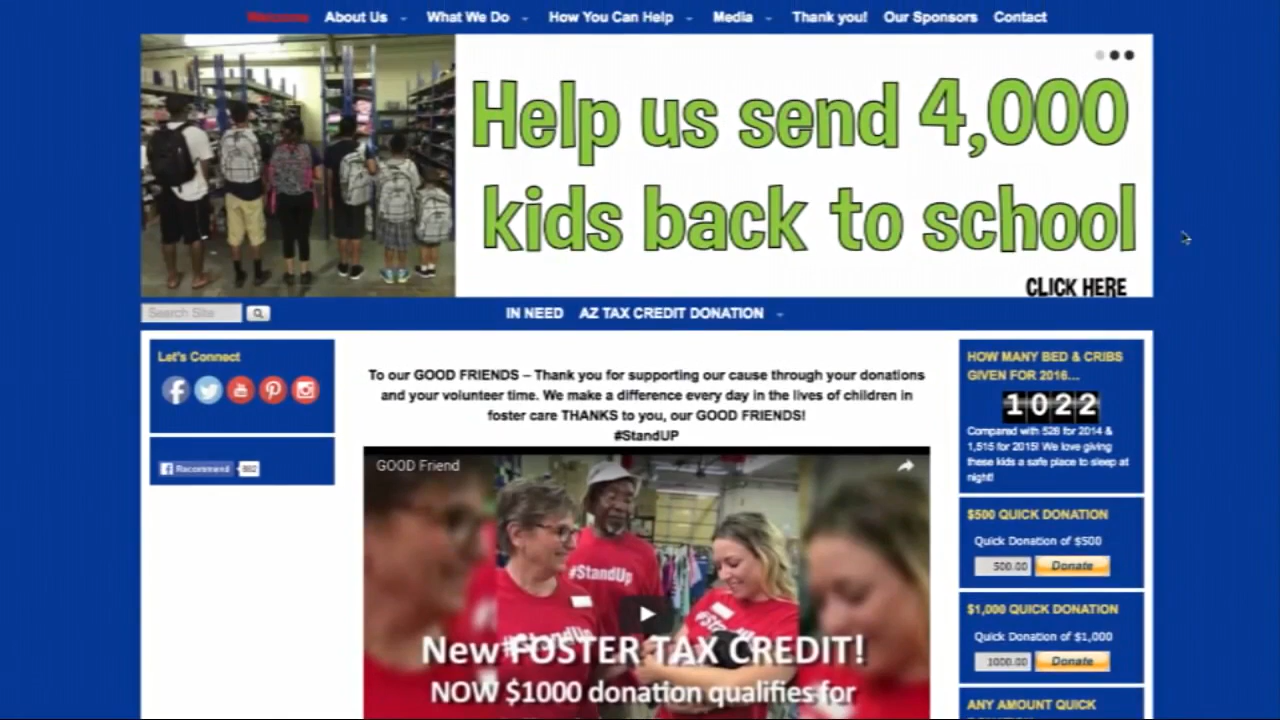 Welcome About Us What We Do How You Can Help Media Thank you! Our Sponsors Contact
Help us send 4,000
kids back to school
CLICK HERE
Search Site
IN NEED AZ TAX CREDIT DONATION
Let's Connect
You
Recommend
To our GOOD FRIENDS – Thank you for supporting our cause through your donations
and your volunteer time. We make a difference every day in the lives of children in
foster care THANKS to you, our GOOD FRIENDS!
#StandUP
GOOD Friend
#StandUp
#StandUp
New FOSTER TAX CREDIT!
NOW $1000 donation qualifies for
HOW MANY BED & CRIBS
GIVEN FOR 2016...
1022
Compared with 528 for 2014 &
1,515 for 2015! We love giving
these kids a safe place to sleep at
night!
$500 QUICK DONATION
Quick Donation of $500
500.00 Donate
$1,000 QUICK DONATION
Quick Donation of $1,000
1000.00 Donate
ANY AMOUNT QUICK
DONATION